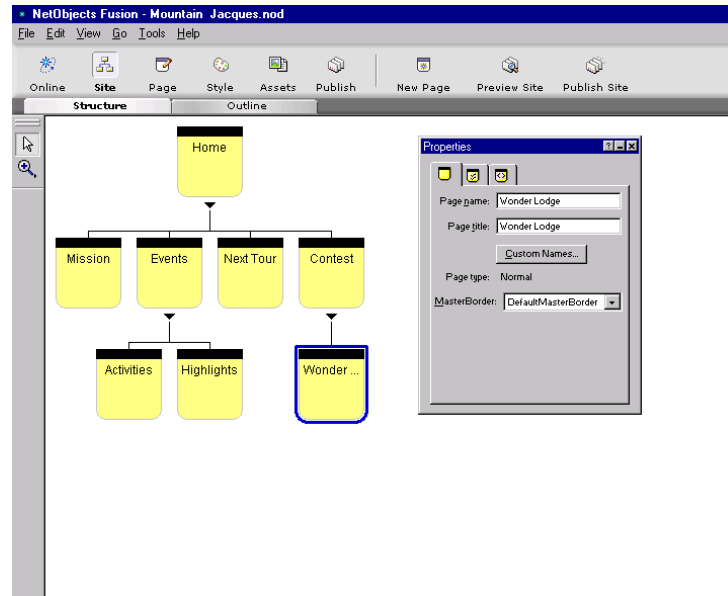 NetObjects Fusion - Mountain Jacques.nod
File Edit View Go Tools Help
Online Site Page Style Assets Publish New Page Preview Site Publish Site
Structure Outline
Home
Mission Events Next Tour Contest
Activities Highlights Wonder ...
Properties
Page name: Wonder Lodge
Page title: Wonder Lodge
Custom Names...
Page type: Normal
MasterBorder: DefaultMasterBorder